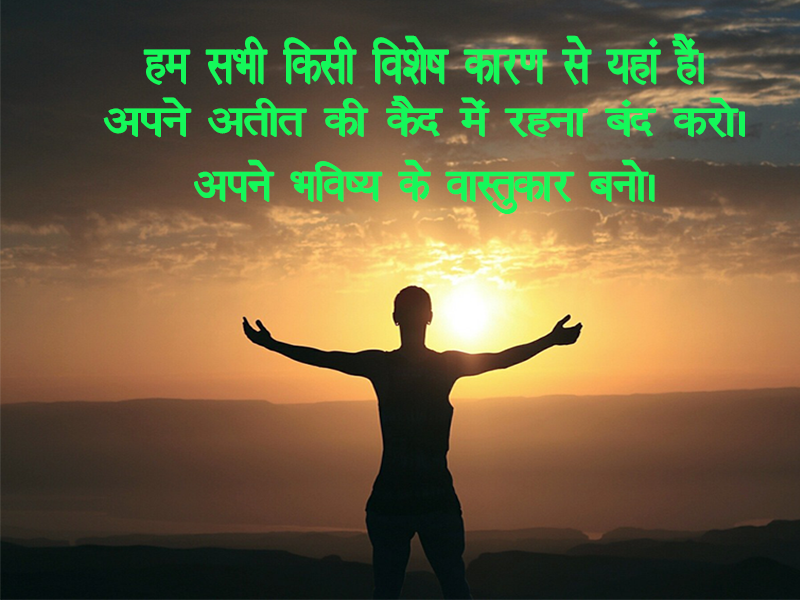 हम सभी किसी विशेष कारण से यहां हैं।
अपने अतीत की कैद में रहना बंद करो।
अपने भविष्य के वास्तुकार बनो।